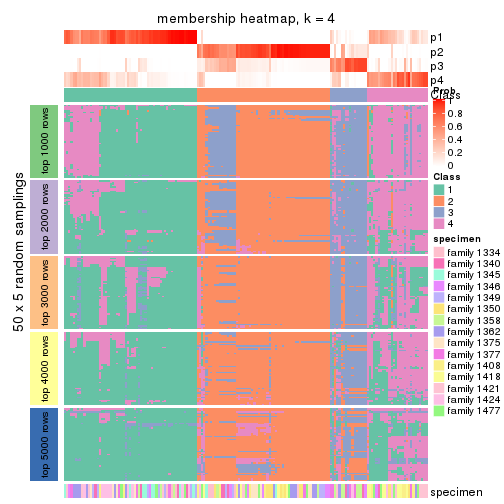 membership heatmap, k = 4
p1
p2
p3
p4
Prob
Class
1
0.8
0.6
0.4
0.2
0
Class
1
2
3
4
specimen
family 1334
family 1340
family 1345
family 1346
family 1349
family 1350
family 1358
family 1362
family 1375
family 1377
family 1408
family 1418
family 1421
family 1424
family 1477
50 x 5 random samplings
top 1000 rows
top 2000 rows
top 3000 rows
top 4000 rows
top 5000 rows
specimen